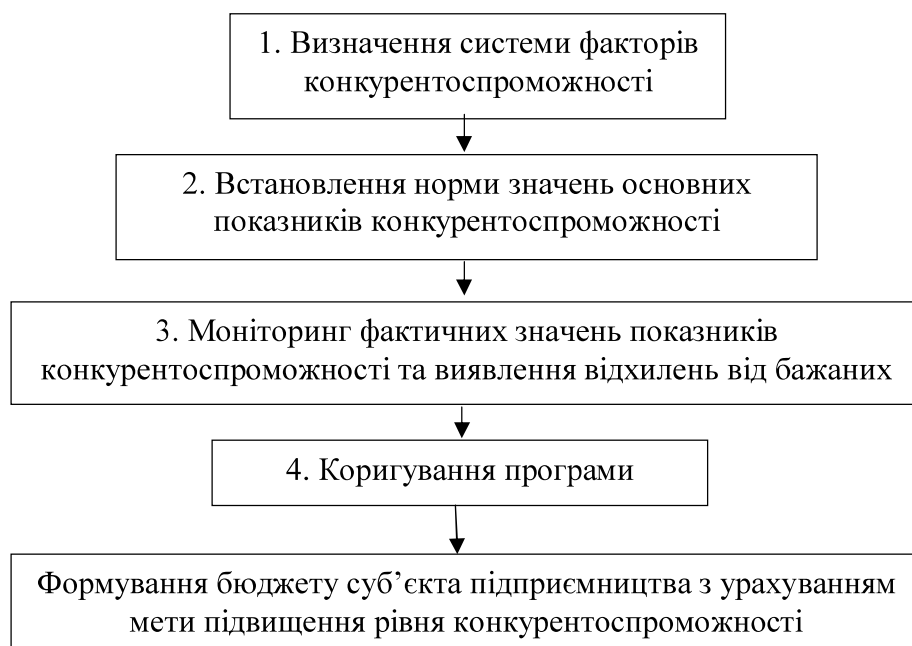 1. Визначення системи факторів
конкурентоспроможності
2. Встановлення норми значень основних
показників конкурентоспроможності
3. Моніторинг фактичних значень показників
конкурентоспроможності та виявлення відхилень від бажаних
4. Коригування програми
Формування бюджету суб’єкта підприємництва з урахуванням
мети підвищення рівня конкурентоспроможності